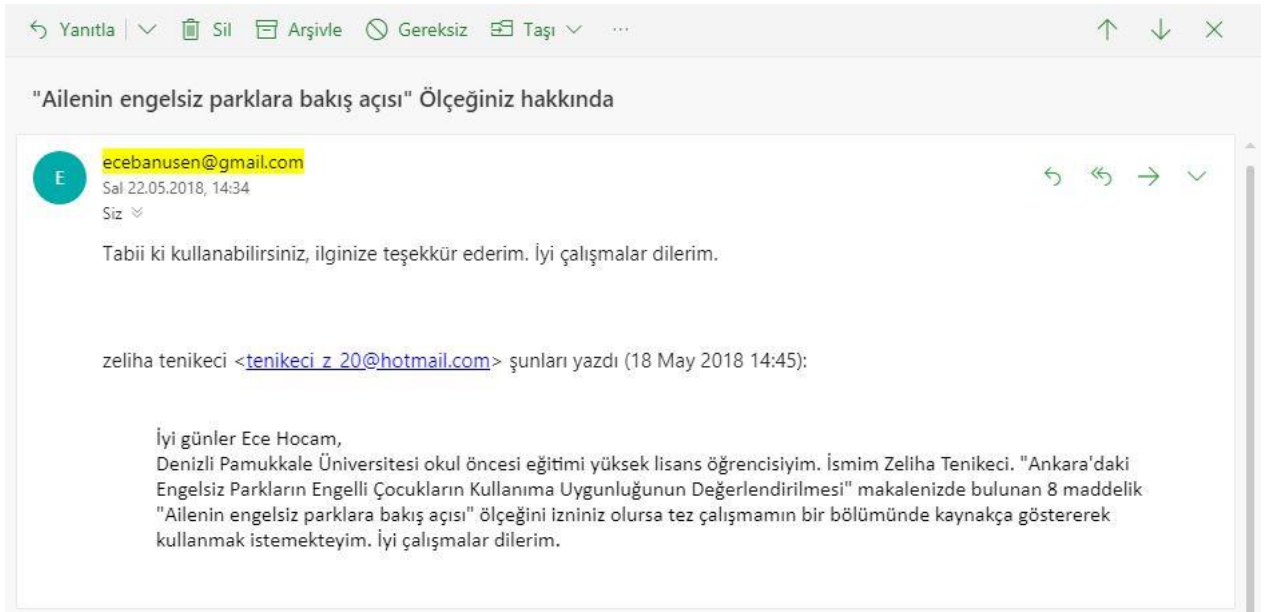 Yanıtla Sil Arşivle Gereksiz Taşı ...
"Ailenin engelsiz parklara bakış açısı" Ölçeğiniz hakkında
E
ecebanusen@gmail.com
Sal 22.05.2018, 14:34
Siz
Tabii ki kullanabilirsiniz, ilginize teşekkür ederim. İyi çalışmalar dilerim.
zeliha tenikeci <tenikeci_z_20@hotmail.com> şunları yazdı (18 May 2018 14:45):
İyi günler Ece Hocam,
Denizli Pamukkale Üniversitesi okul öncesi eğitimi yüksek lisans öğrencisiyim. İsmim Zeliha Tenikeci. "Ankara'daki
Engelsiz Parkların Engelli Çocukların Kullanıma Uygunluğunun Değerlendirilmesi" makalenizde bulunan 8 maddelik
"Ailenin engelsiz parklara bakış açısı" ölçeğini izniniz olursa tez çalışmamın bir bölümünde kaynakça göstererek
kullanmak istemekteyim. İyi çalışmalar dilerim.